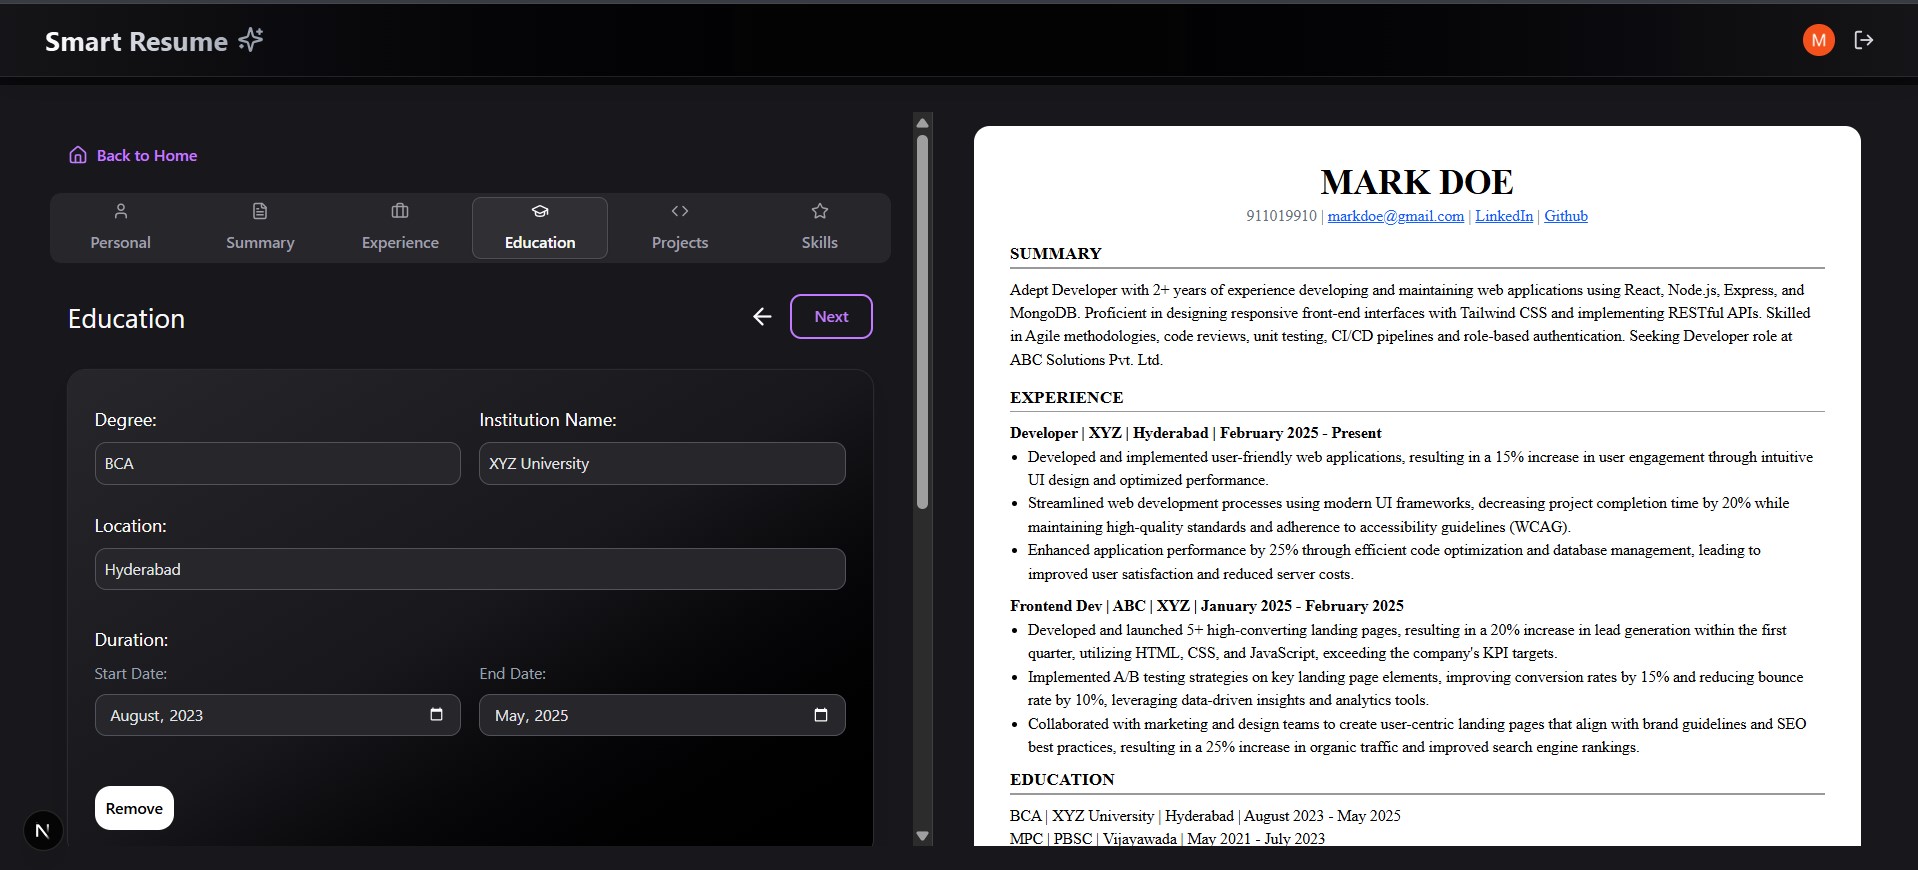 Smart Resume
M
Back to Home
Personal
Summary
Experience
Education
Projects
Skills
Education
Next
Degree:
Institution Name:
BCA
XYZ University
Location:
Hyderabad
Duration:
Start Date:
End Date:
August, 2023
May, 2025
Remove
N
MARK DOE
911019910 | markdoe@gmail.com | LinkedIn | Github
SUMMARY
Adept Developer with 2+ years of experience developing and maintaining web applications using React, Node.js, Express, and
MongoDB. Proficient in designing responsive front-end interfaces with Tailwind CSS and implementing RESTful APIs. Skilled
in Agile methodologies, code reviews, unit testing, CI/CD pipelines and role-based authentication. Seeking Developer role at
ABC Solutions Pvt. Ltd.
EXPERIENCE
Developer | XYZ | Hyderabad | February 2025 - Present
• Developed and implemented user-friendly web applications, resulting in a 15% increase in user engagement through intuitive
UI design and optimized performance.
• Streamlined web development processes using modern UI frameworks, decreasing project completion time by 20% while
maintaining high-quality standards and adherence to accessibility guidelines (WCAG).
• Enhanced application performance by 25% through efficient code optimization and database management, leading to
improved user satisfaction and reduced server costs.
Frontend Dev | ABC | XYZ | January 2025 - February 2025
• Developed and launched 5+ high-converting landing pages, resulting in a 20% increase in lead generation within the first
quarter, utilizing HTML, CSS, and JavaScript, exceeding the company's KPI targets.
• Implemented A/B testing strategies on key landing page elements, improving conversion rates by 15% and reducing bounce
rate by 10%, leveraging data-driven insights and analytics tools.
• Collaborated with marketing and design teams to create user-centric landing pages that align with brand guidelines and SEO
best practices, resulting in a 25% increase in organic traffic and improved search engine rankings.
EDUCATION
BCA | XYZ University | Hyderabad | August 2023 - May 2025
MPC | PBSC | Vijayawada | May 2021 - July 2023